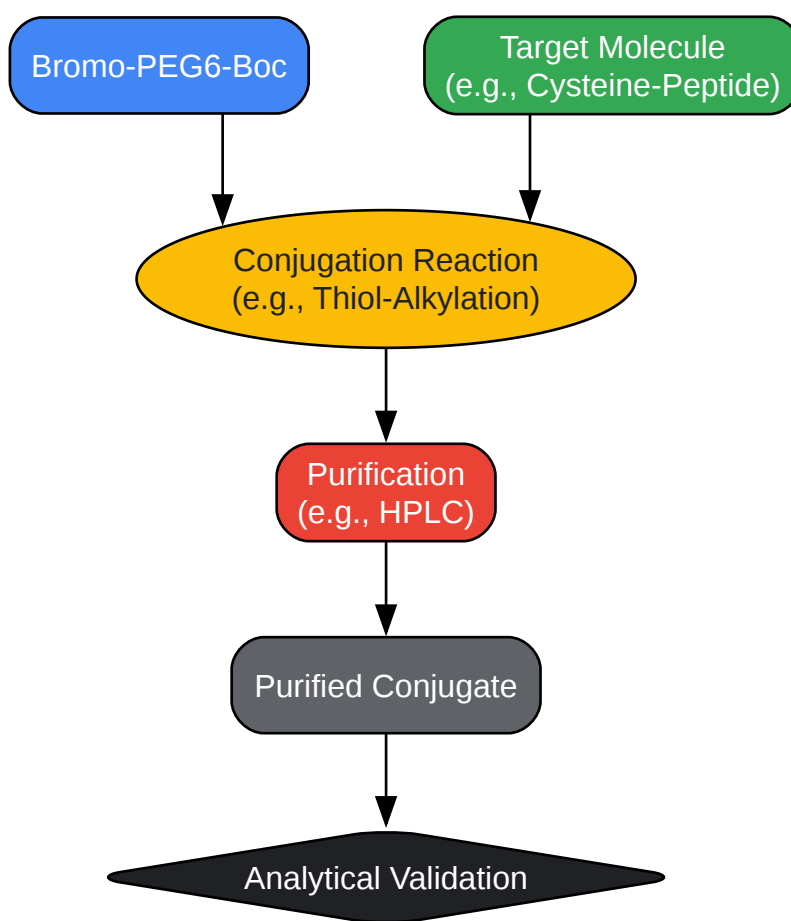 Bromo-PEG6-Boc
Target Molecule
(e.g., Cysteine-Peptide)
Conjugation Reaction
(e.g., Thiol-Alkylation)
Purification
(e.g., HPLC)
Purified Conjugate
Analytical Validation